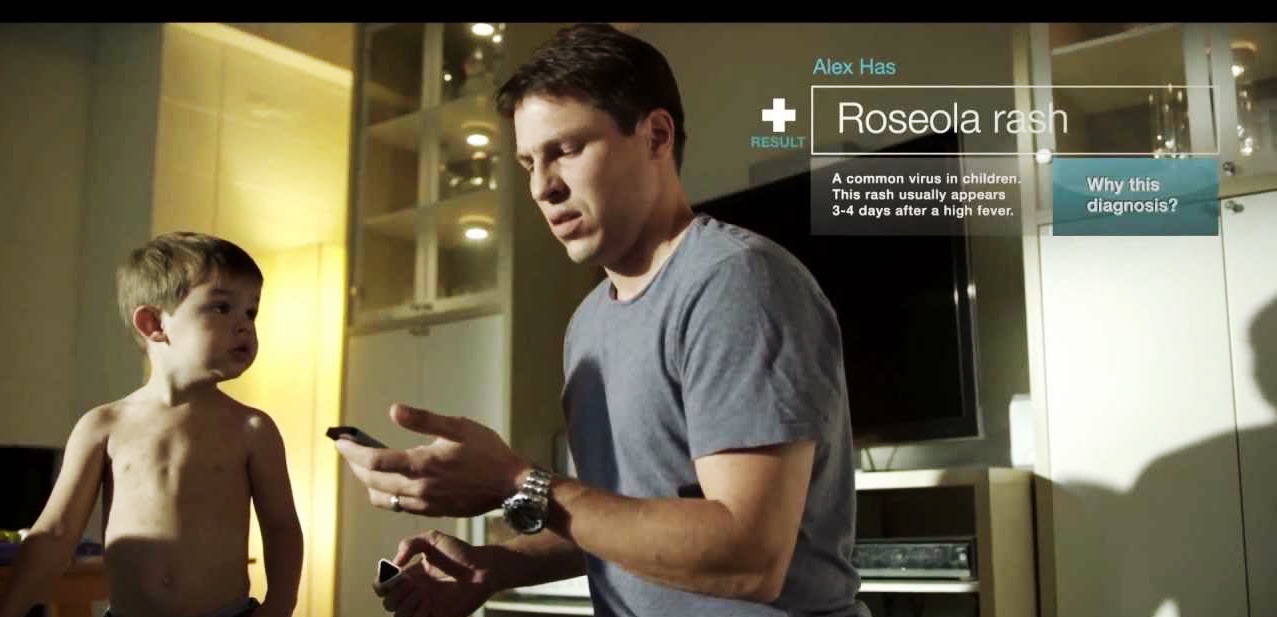 Alex Has
Roseola rash
RESULT
A common virus in children.
This rash usually appears
3-4 days after a high fever.
Why this
diagnosis?